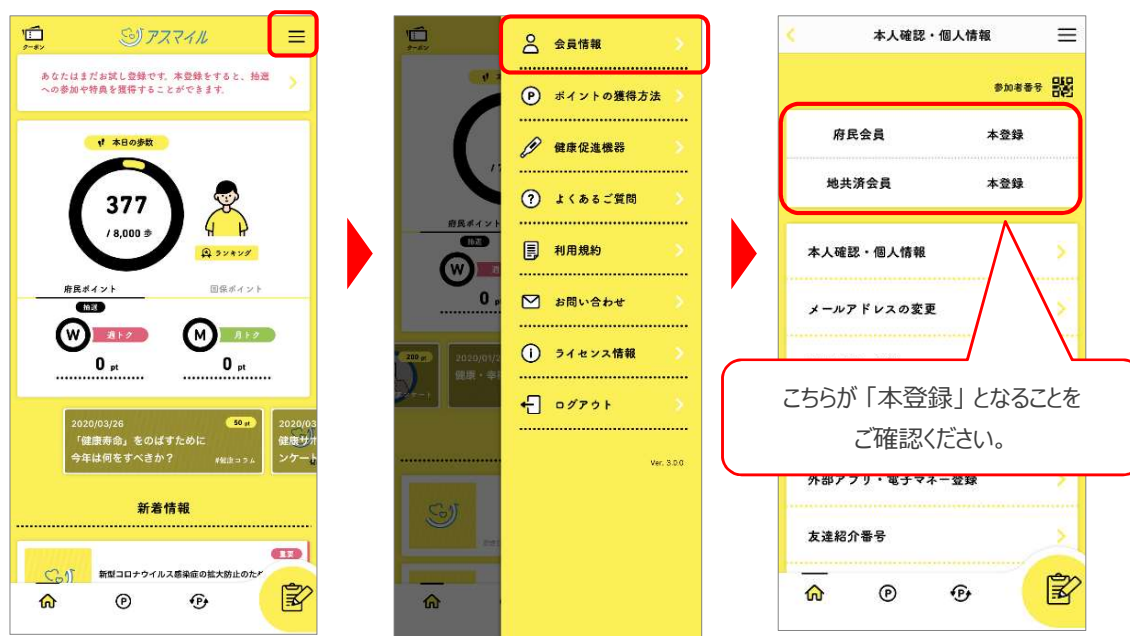 クーポン
アスマイル
あなたはまだお試し登録です。本登録をすると、抽選
への参加や特典を獲得することができます。
本日の歩数
377
/ 8,000 歩
ランキング
府民ポイント
国保ポイント
抽選
W 週トク
M 月トク
0 pt
0 pt
2020/03/26
50 pt
「健康寿命」をのばすために
今年は何をすべきか?
#健康コラム
2020/03
健康サポ
ンケート
新着情報
重要
新型コロナウイルス感染症の拡大防止のため
P
P
クーポン
府民ポイント
抽選
W
0
200 pt
2020/01/2
健康・幸
会員情報
P ポイントの獲得方法
健康促進機器
? よくあるご質問
利用規約
お問い合わせ
i ライセンス情報
ログアウト
Ver. 3.0.0
本人確認・個人情報
参加者番号
府民会員 本登録
地共済会員 本登録
本人確認・個人情報
メールアドレスの変更
こちらが「本登録」となることを
ご確認ください。
外部アプリ・電子マネー登録
友達紹介番号
P
P